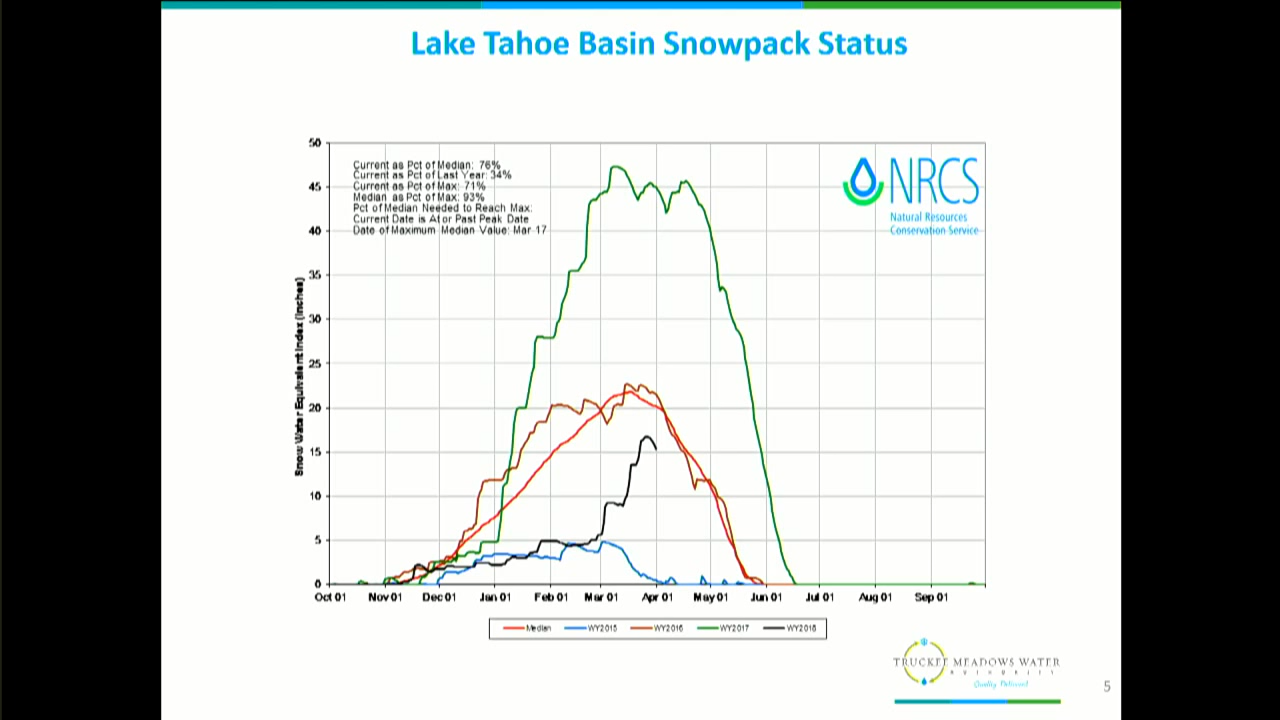 Lake Tahoe Basin Snowpack Status
50
45
40
35
30
25
20
15
10
5
0
Snow Water Equivalent Index (Inches)
Current as Pct of Median: 76%
Current as Pct of Last Year: 34%
Current as Pct of Max: 71%
Median as Pct of Max: 93%
Pct of Median Needed to Reach Max:
Current Date is At or Past Peak Date
Date of Maximum Median Value: Mar 17
NRCS
Natural Resources
Conservation Service
Oct 01 Nov 01 Dec 01 Jan 01 Feb 01 Mar 01 Apr 01 May 01 Jun 01 Jul 01 Aug 01 Sep 01
Median WY2015 WY2016 WY2017 WY2018
TRUCKEE MEADOWS WATER
AUTHORITY
Quality Delivered
5